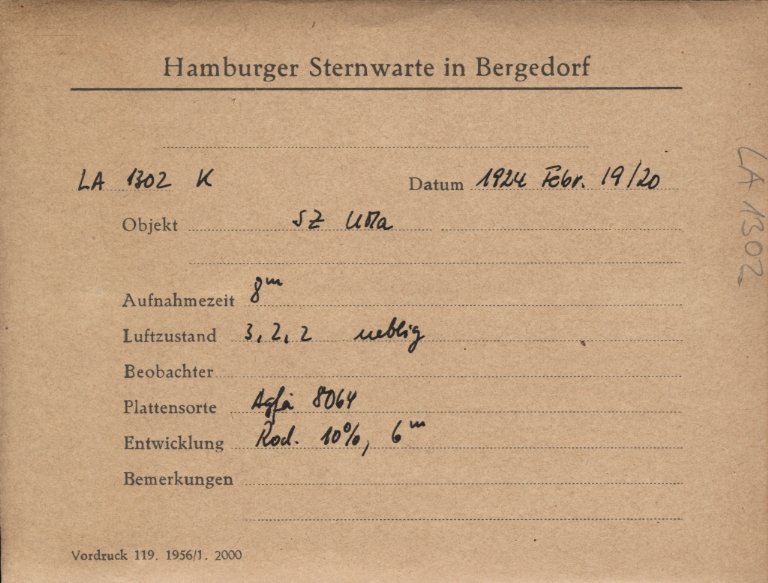 Hamburger Sternwarte in Bergedorf
LA 1302 K Datum 1924 Febr. 19/20
Objekt SZ UMa
Aufnahmezeit 8m
Luftzustand 3, 2, 2 neblig
Beobachter
Plattensorte Agfa 8064
Entwicklung Rod. 10%, 6m
Bemerkungen
Vordruck 119. 1956/1. 2000
LA 1302